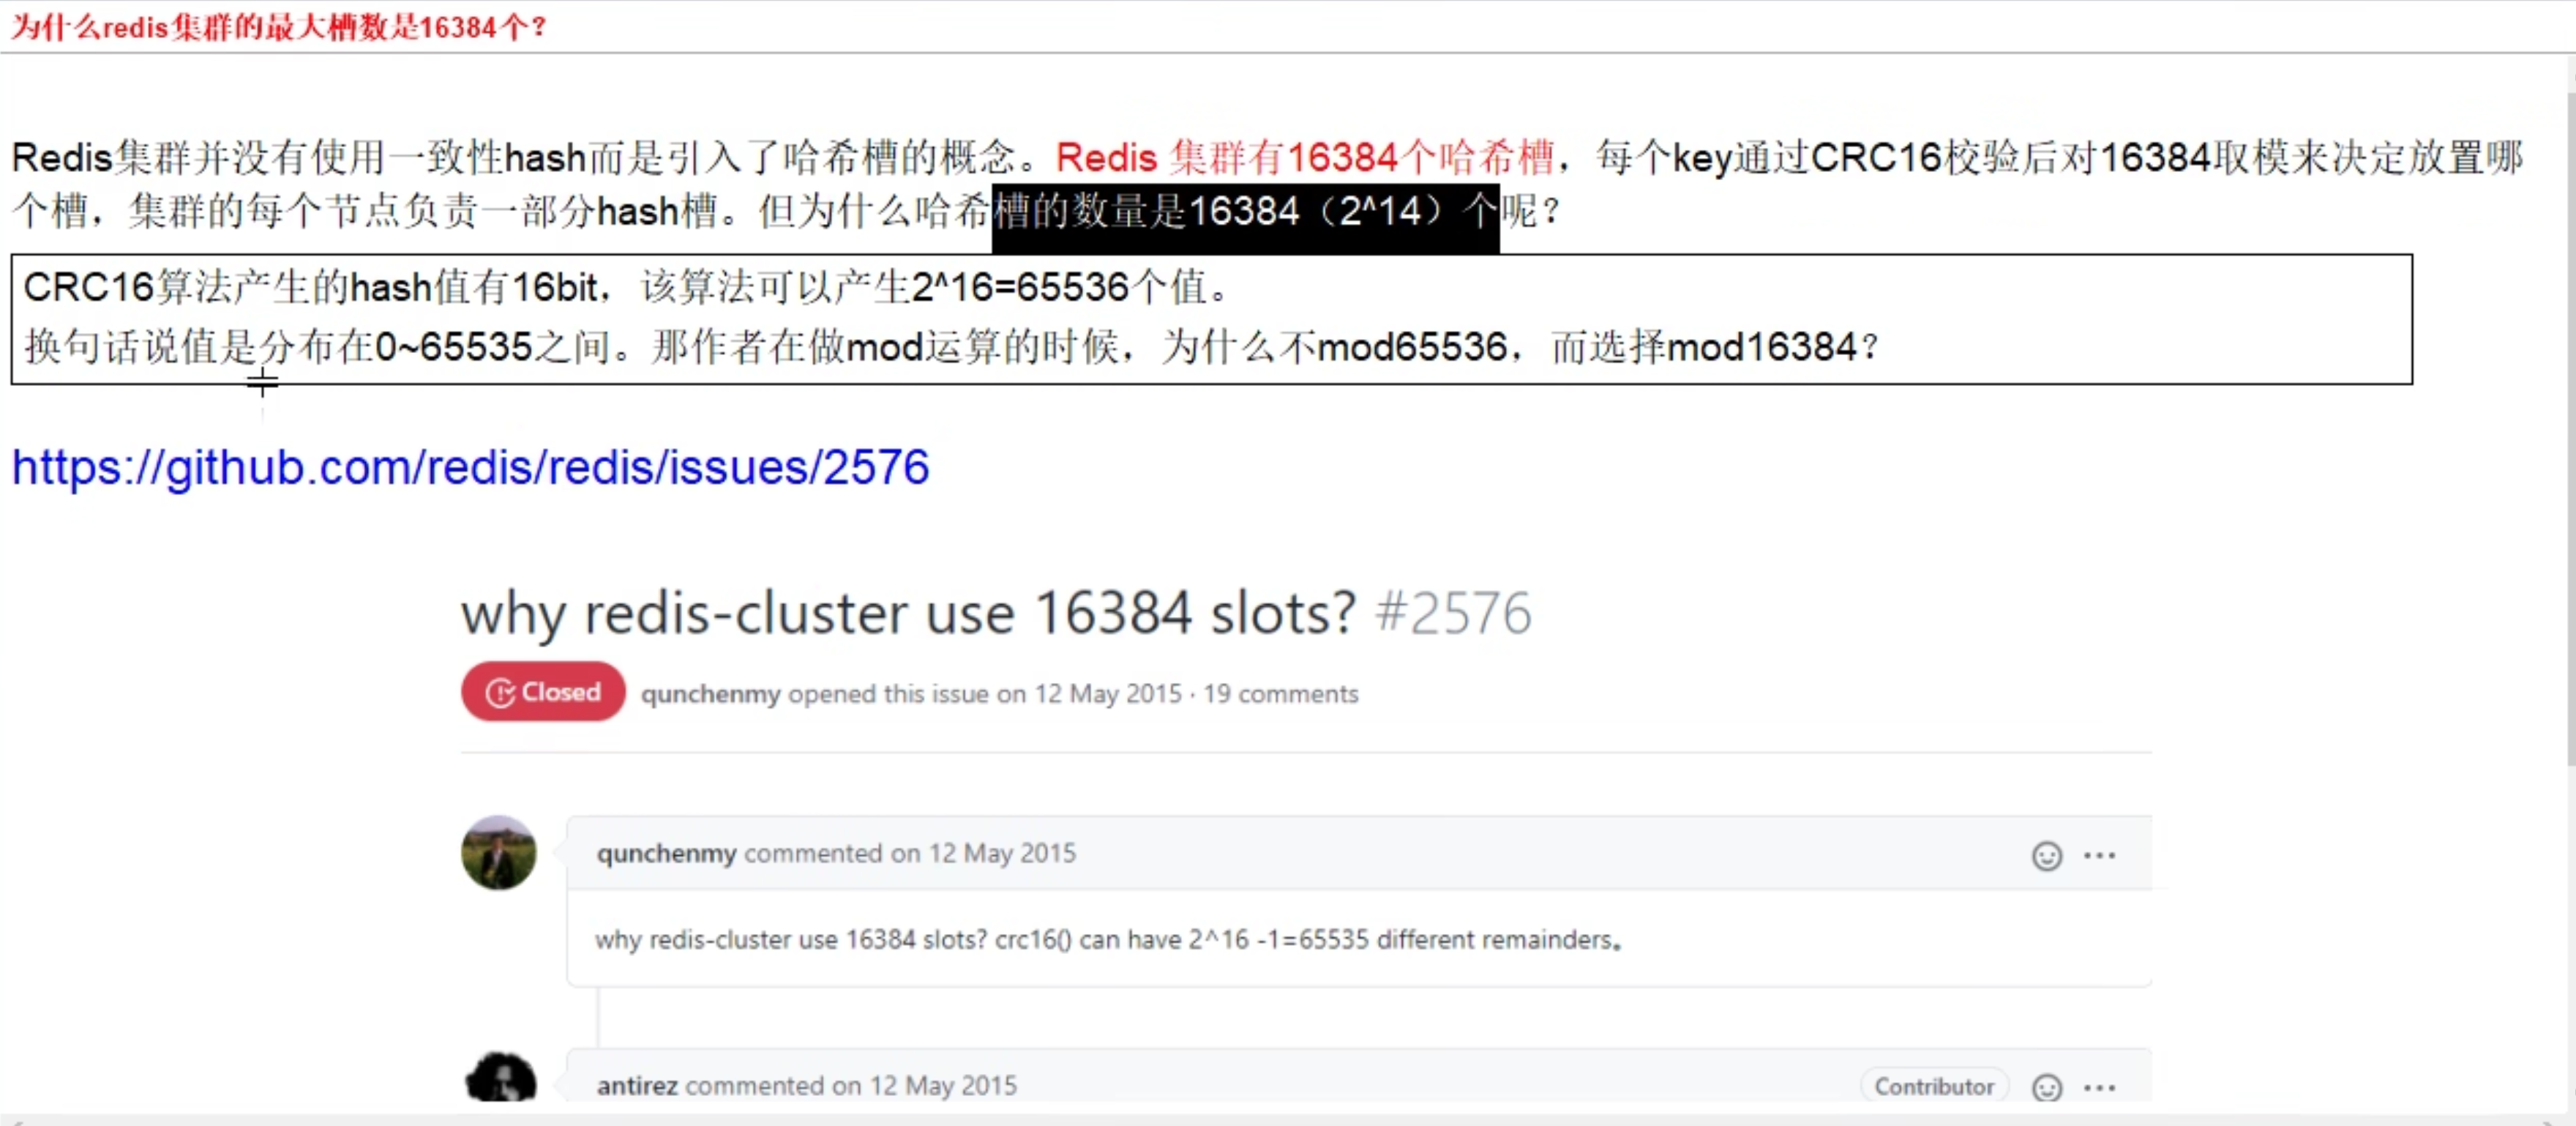 为什么redis集群的最大槽数是16384个？
Redis集群并没有使用一致性hash而是引入了哈希槽的概念。Redis 集群有16384个哈希槽，每个key通过CRC16校验后对16384取模来决定放置哪
个槽，集群的每个节点负责一部分hash槽。但为什么哈希槽的数量是16384（2^14）个呢？
CRC16算法产生的hash值有16bit，该算法可以产生2^16=65536个值。
换句话说值是分布在0~65535之间。那作者在做mod运算的时候，为什么不mod65536，而选择mod16384？
https://github.com/redis/redis/issues/2576
why redis-cluster use 16384 slots? #2576
Closed qunchenmy opened this issue on 12 May 2015 · 19 comments
qunchenmy commented on 12 May 2015
why redis-cluster use 16384 slots? crc16() can have 2^16 -1=65535 different remainders。
antirez commented on 12 May 2015 Contributor